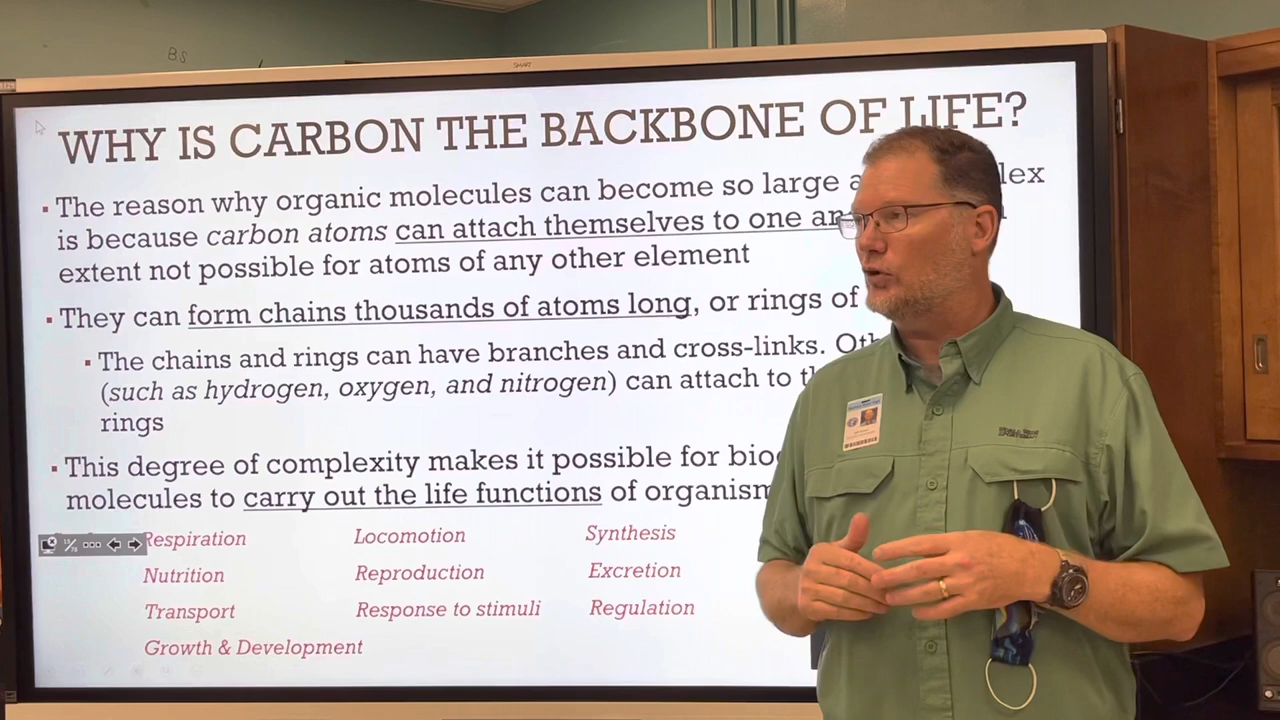 B.S
SMART
WHY IS CARBON THE BACKBONE OF LIFE?
▪ The reason why organic molecules can become so large a lex
is because carbon atoms can attach themselves to one an
extent not possible for atoms of any other element
▪ They can form chains thousands of atoms long, or rings of
▪ The chains and rings can have branches and cross-links. Oth
(such as hydrogen, oxygen, and nitrogen) can attach to th
rings
▪ This degree of complexity makes it possible for bioc
molecules to carry out the life functions of organism
Respiration Locomotion Synthesis
Nutrition Reproduction Excretion
Transport Response to stimuli Regulation
Growth & Development